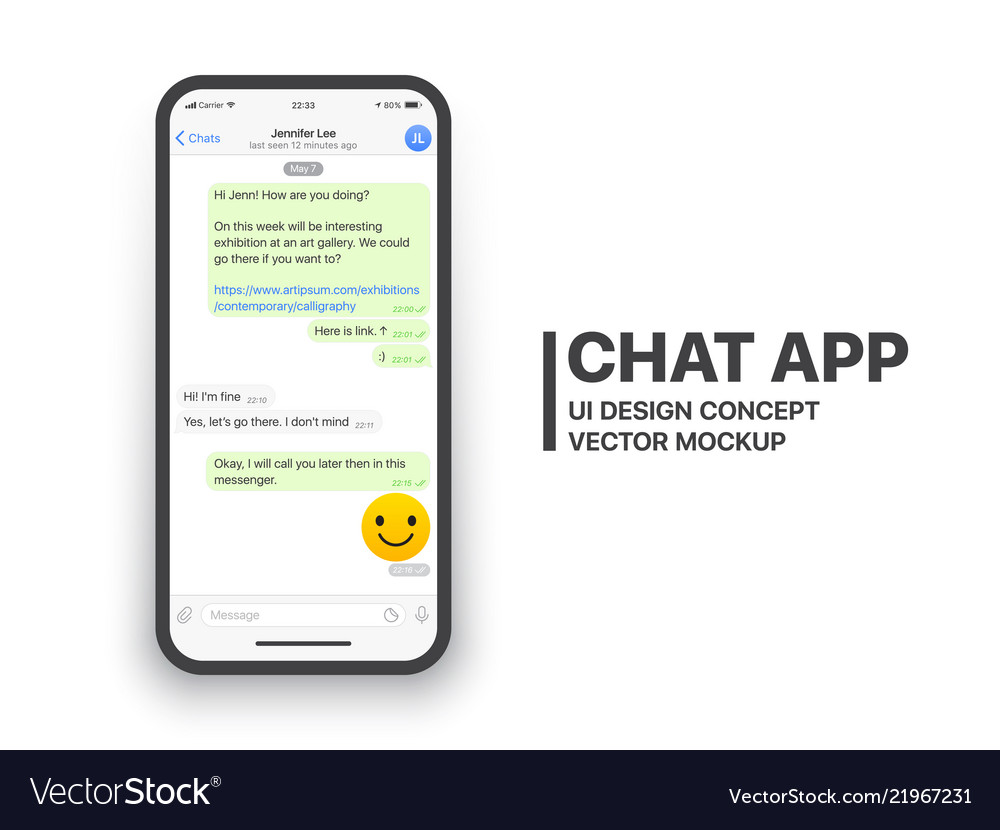 Carrier 22:33 80%
Chats Jennifer Lee JL
last seen 12 minutes ago
May 7
Hi Jenn! How are you doing?
On this week will be interesting
exhibition at an art gallery. We could
go there if you want to?
https://www.artipsum.com/exhibitions
/contemporary/calligraphy 22:00
Here is link.↑ 22:01
:) 22:01
Hi! I'm fine 22:10
Yes, let's go there. I don't mind 22:11
Okay, I will call you later then in this
messenger. 22:15
22:16
Message
CHAT APP
UI DESIGN CONCEPT
VECTOR MOCKUP
VectorStock®
VectorStock.com/21967231